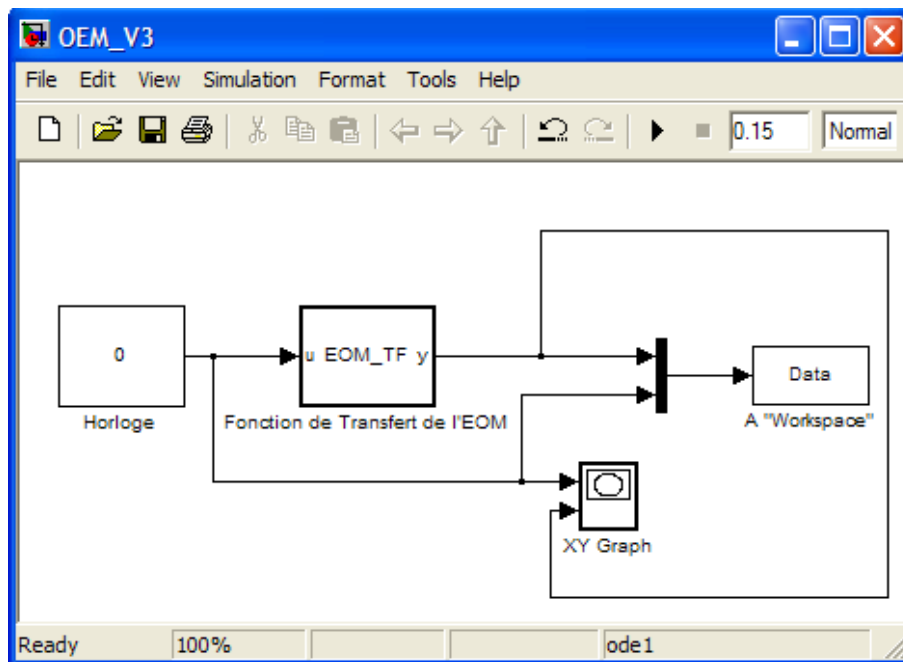 OEM_V3
File Edit View Simulation Format Tools Help
0.15 Normal
0
Horloge
u EOM_TF y
Fonction de Transfert de l'EOM
Data
A "Workspace"
XY Graph
Ready 100% ode1